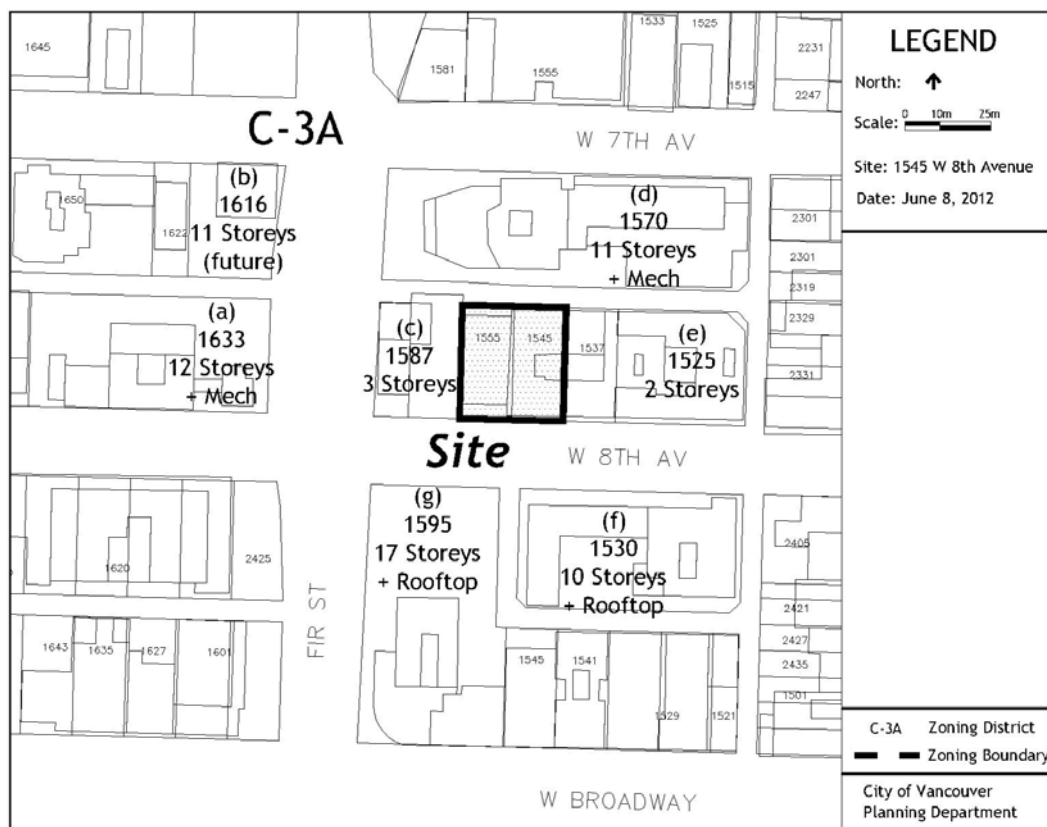 1645
1581
1555
1533
1525
1515
2231
2247
C-3A
W 7TH AV
1650
1622
(b)
1616
11 Storeys
(future)
(d)
1570
11 Storeys
+ Mech
2301
2301
2319
2329
2331
(a)
1633
12 Storeys
+ Mech
(c)
1587
3 Storeys
1555
1545
1537
(e)
1525
2 Storeys
Site
W 8TH AV
1620
2425
(g)
1595
17 Storeys
+ Rooftop
(f)
1530
10 Storeys
+ Rooftop
2405
2421
2427
2435
1501
FIR ST
1643
1635
1627
1601
1545
1541
1529
1521
W BROADWAY
LEGEND
North:
Scale: 0 10m 25m
Site: 1545 W 8th Avenue
Date: June 8, 2012
C-3A Zoning District
Zoning Boundary
City of Vancouver
Planning Department